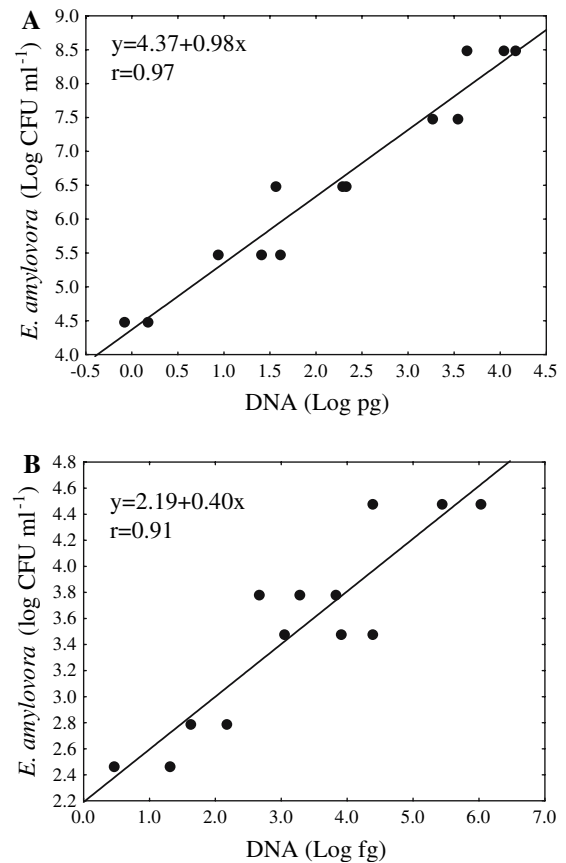 A
y=4.37+0.98x
r=0.97
E. amylovora (Log CFU ml⁻¹)
8.5
8.0
7.5
7.0
6.5
6.0
5.5
5.0
4.5
4.0
-0.5 0.0 0.5 1.0 1.5 2.0 2.5 3.0 3.5 4.0 4.5
DNA (Log pg)
B
y=2.19+0.40x
r=0.91
E. amylovora (log CFU ml⁻¹)
4.8
4.6
4.4
4.2
4.0
3.8
3.6
3.4
3.2
3.0
2.8
2.6
2.4
2.2
0.0 1.0 2.0 3.0 4.0 5.0 6.0 7.0
DNA (Log fg)